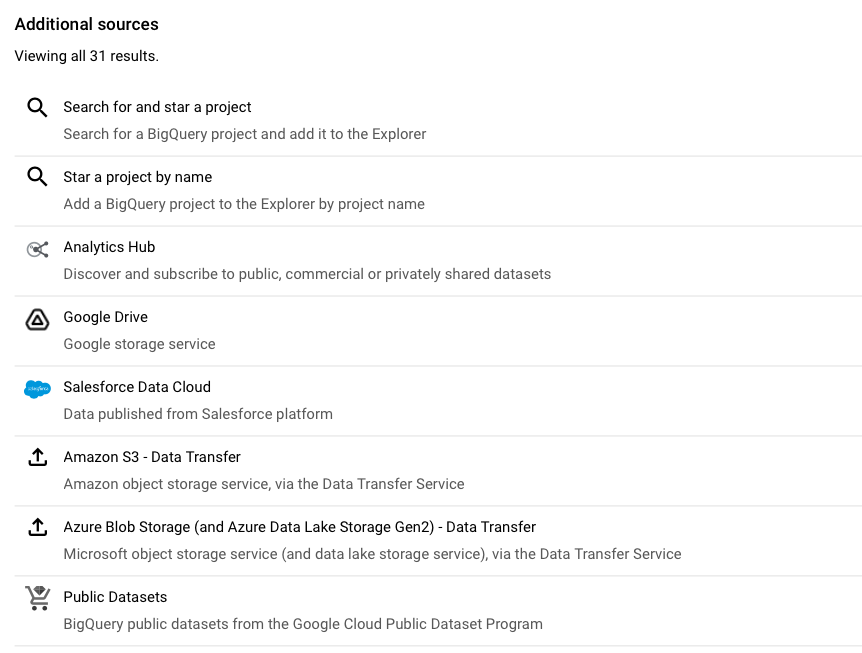 Additional sources
Viewing all 31 results.
Search for and star a project
Search for a BigQuery project and add it to the Explorer
Star a project by name
Add a BigQuery project to the Explorer by project name
Analytics Hub
Discover and subscribe to public, commercial or privately shared datasets
Google Drive
Google storage service
Salesforce Data Cloud
Data published from Salesforce platform
Amazon S3 - Data Transfer
Amazon object storage service, via the Data Transfer Service
Azure Blob Storage (and Azure Data Lake Storage Gen2) - Data Transfer
Microsoft object storage service (and data lake storage service), via the Data Transfer Service
Public Datasets
BigQuery public datasets from the Google Cloud Public Dataset Program